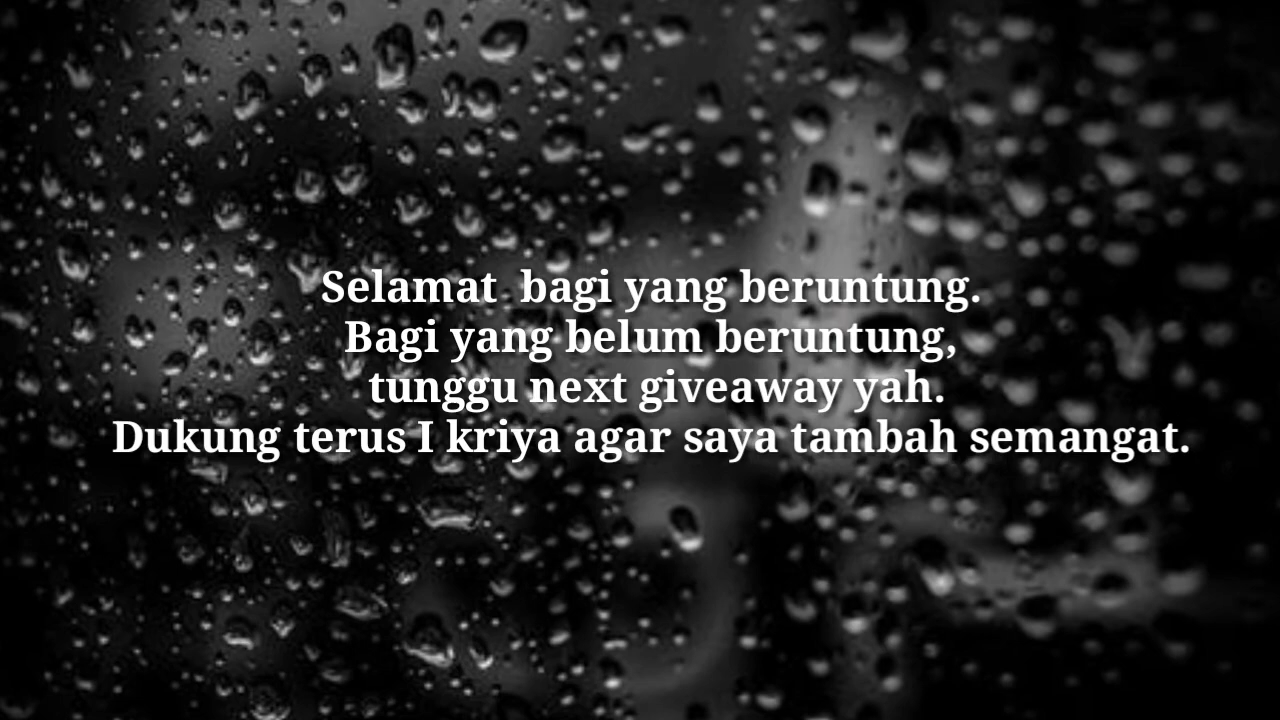 Selamat  bagi yang beruntung.
Bagi yang belum beruntung,
tunggu next giveaway yah.
Dukung terus I kriya agar saya tambah semangat.